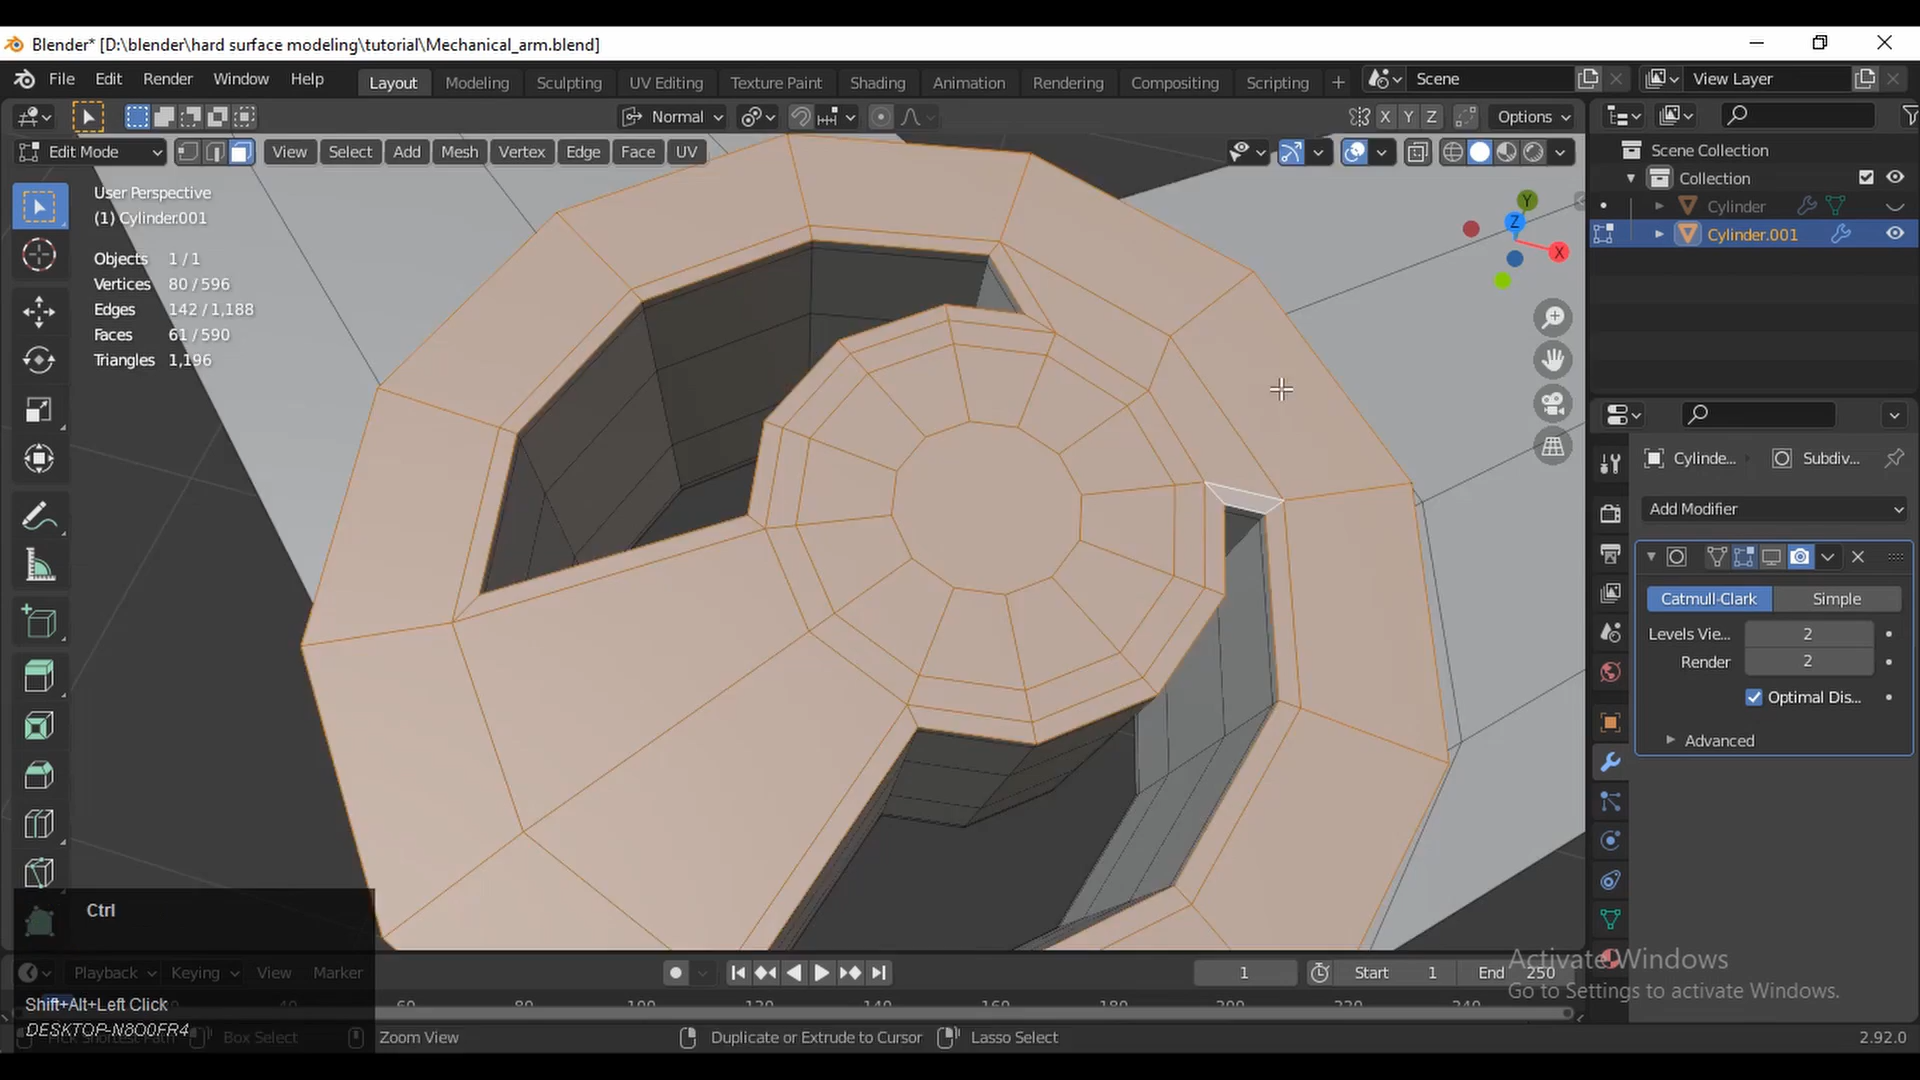 Blender* [D:\blender\hard surface modeling\tutorial\Mechanical_arm.blend]
File Edit Render Window Help Layout Modeling Sculpting UV Editing Texture Paint Shading Animation Rendering Compositing Scripting + Scene View Layer
Normal X Y Z Options
Edit Mode View Select Add Mesh Vertex Edge Face UV
Scene Collection
Collection
Cylinder
Cylinder.001
User Perspective
(1) Cylinder.001
Objects 1/1
Vertices 80/596
Edges 142/1,188
Faces 61/590
Triangles 1,196
Y
Z
X
Cylinde... Subdiv...
Add Modifier
Catmull-Clark Simple
Levels Vie... 2
Render 2
Optimal Dis...
Advanced
Ctrl
Shift+Alt+Left Click
DESKTOP-N8O0FR4
Playback Keying View Marker 1 Start 1 End 250
Activate Windows
Go to Settings to activate Windows.
Box Select Zoom View Duplicate or Extrude to Cursor Lasso Select 2.92.0